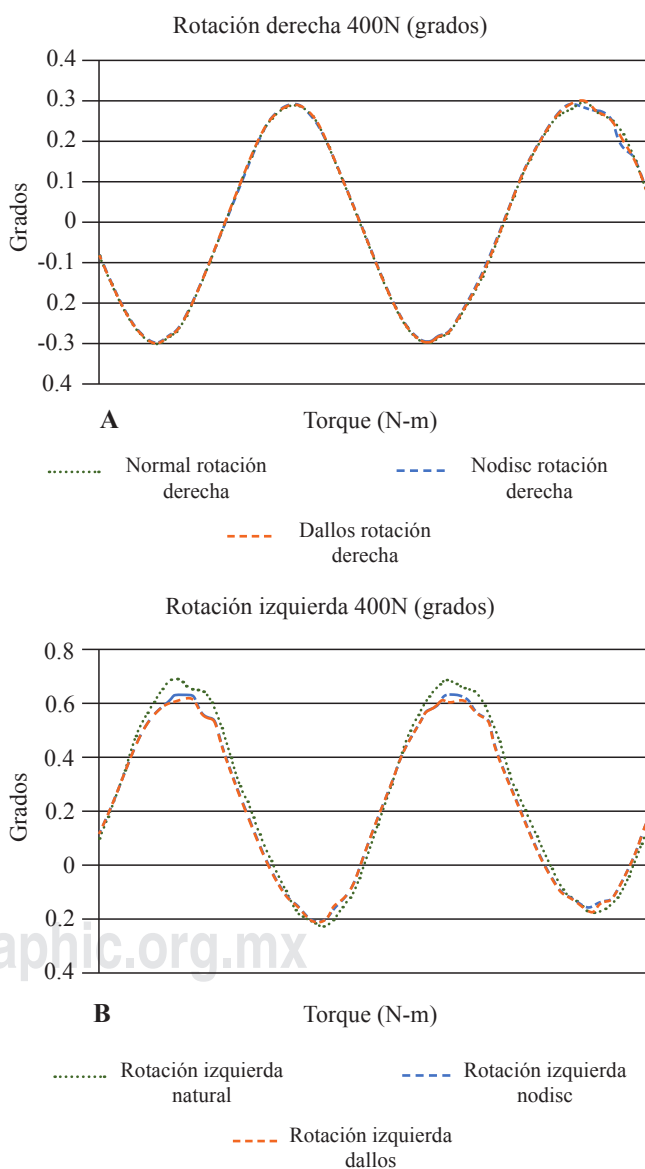 Rotación derecha 400N (grados)
0.4
0.3
0.2
0.1
0
-0.1
0.2
-0.3
0.4
Grados
A
Torque (N-m)
Normal rotación
derecha
Nodisc rotación
derecha
Dallos rotación
derecha
Rotación izquierda 400N (grados)
0.8
0.6
0.4
0.2
0
0.2
0.4
Grados
aphic.org.mx
B
Torque (N-m)
Rotación izquierda
natural
Rotación izquierda
nodisc
Rotación izquierda
dallos